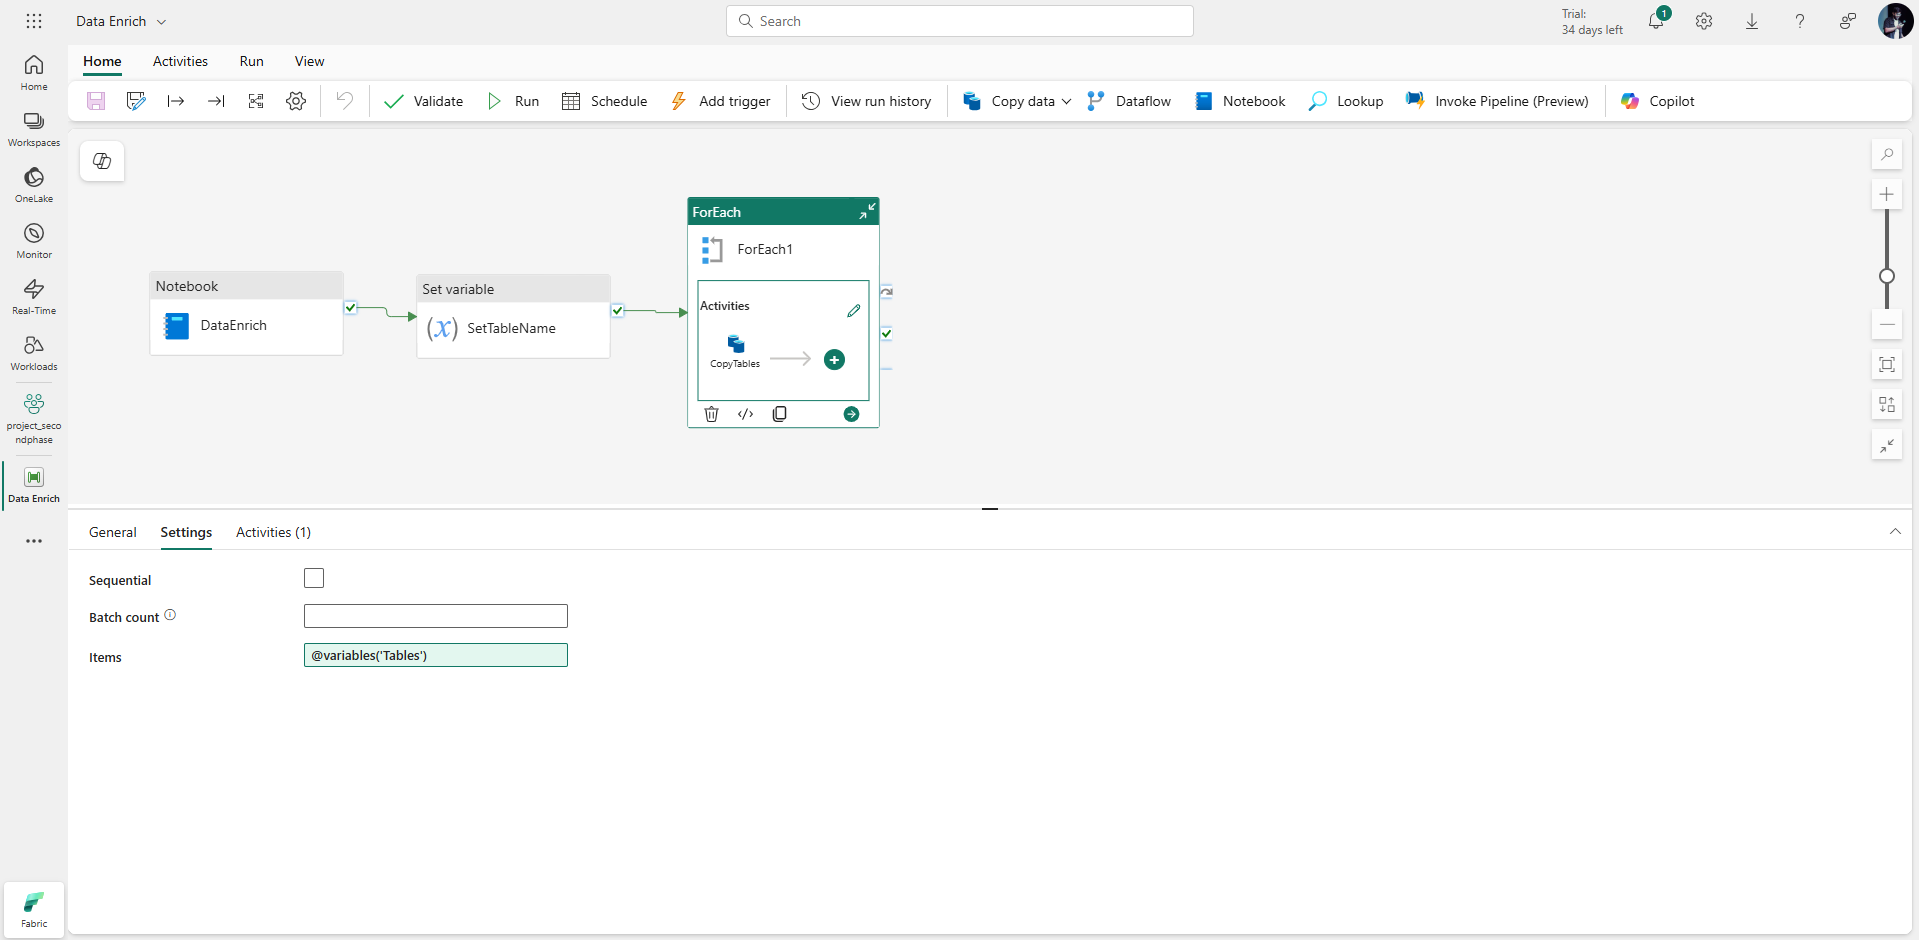 Data Enrich
Search
Trial:
34 days left
1
Home
Activities
Run
View
Validate
Run
Schedule
Add trigger
View run history
Copy data
Dataflow
Notebook
Lookup
Invoke Pipeline (Preview)
Copilot
Home
Workspaces
OneLake
Monitor
Real-Time
Workloads
project_seco
ndphase
Data Enrich
Fabric
Notebook
DataEnrich
Set variable
(x) SetTableName
ForEach
ForEach1
Activities
CopyTables
General
Settings
Activities (1)
Sequential
Batch count
Items
@variables('Tables')